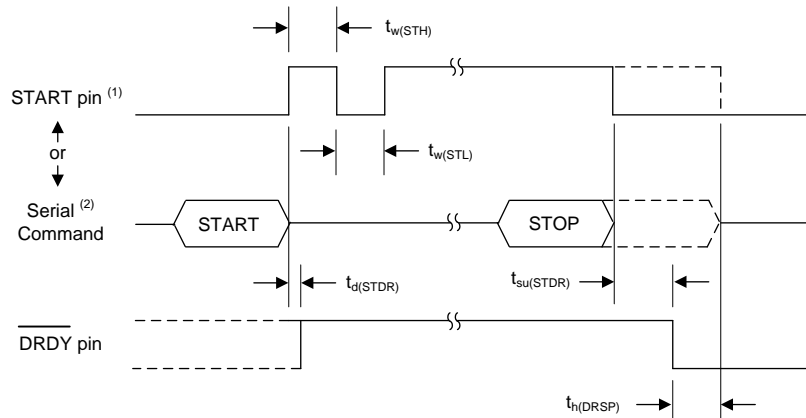 t_w(STH)
START pin (1)
or
t_w(STL)
Serial (2)
Command
START
STOP
t_d(STDR)
t_su(STDR)
DRDY pin
t_h(DRSP)